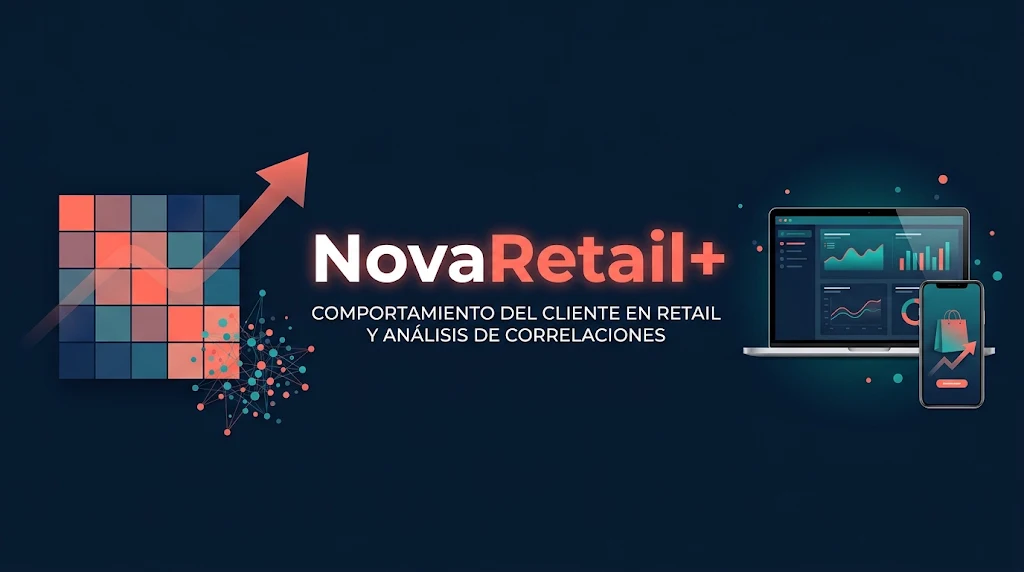 NovaRetail+
COMPORTAMIENTO DEL CLIENTE EN RETAIL
Y ANÁLISIS DE CORRELACIONES